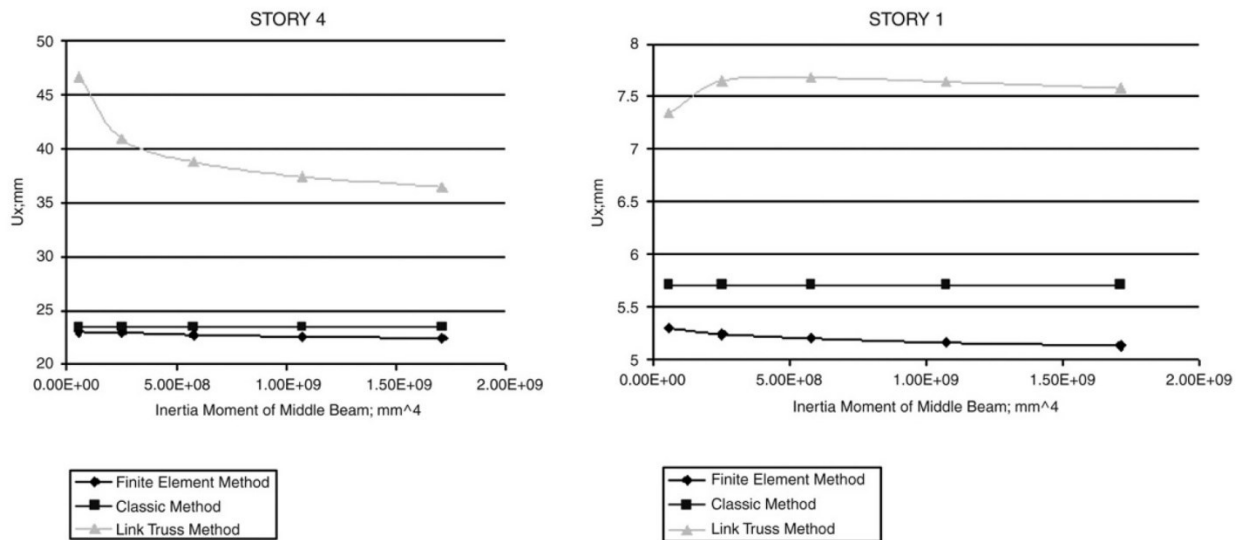 STORY 4
50
45
40
35
30
25
20
Ux;mm
0.00E+00 5.00E+08 1.00E+09 1.50E+09 2.00E+09
Inertia Moment of Middle Beam; mm^4
Finite Element Method
Classic Method
Link Truss Method
STORY 1
8
7.5
7
6.5
6
5.5
5
Ux;mm
0.00E+00 5.00E+08 1.00E+09 1.50E+09 2.00E+09
Inertia Moment of Middle Beam; mm^4
Finite Element Method
Classic Method
Link Truss Method